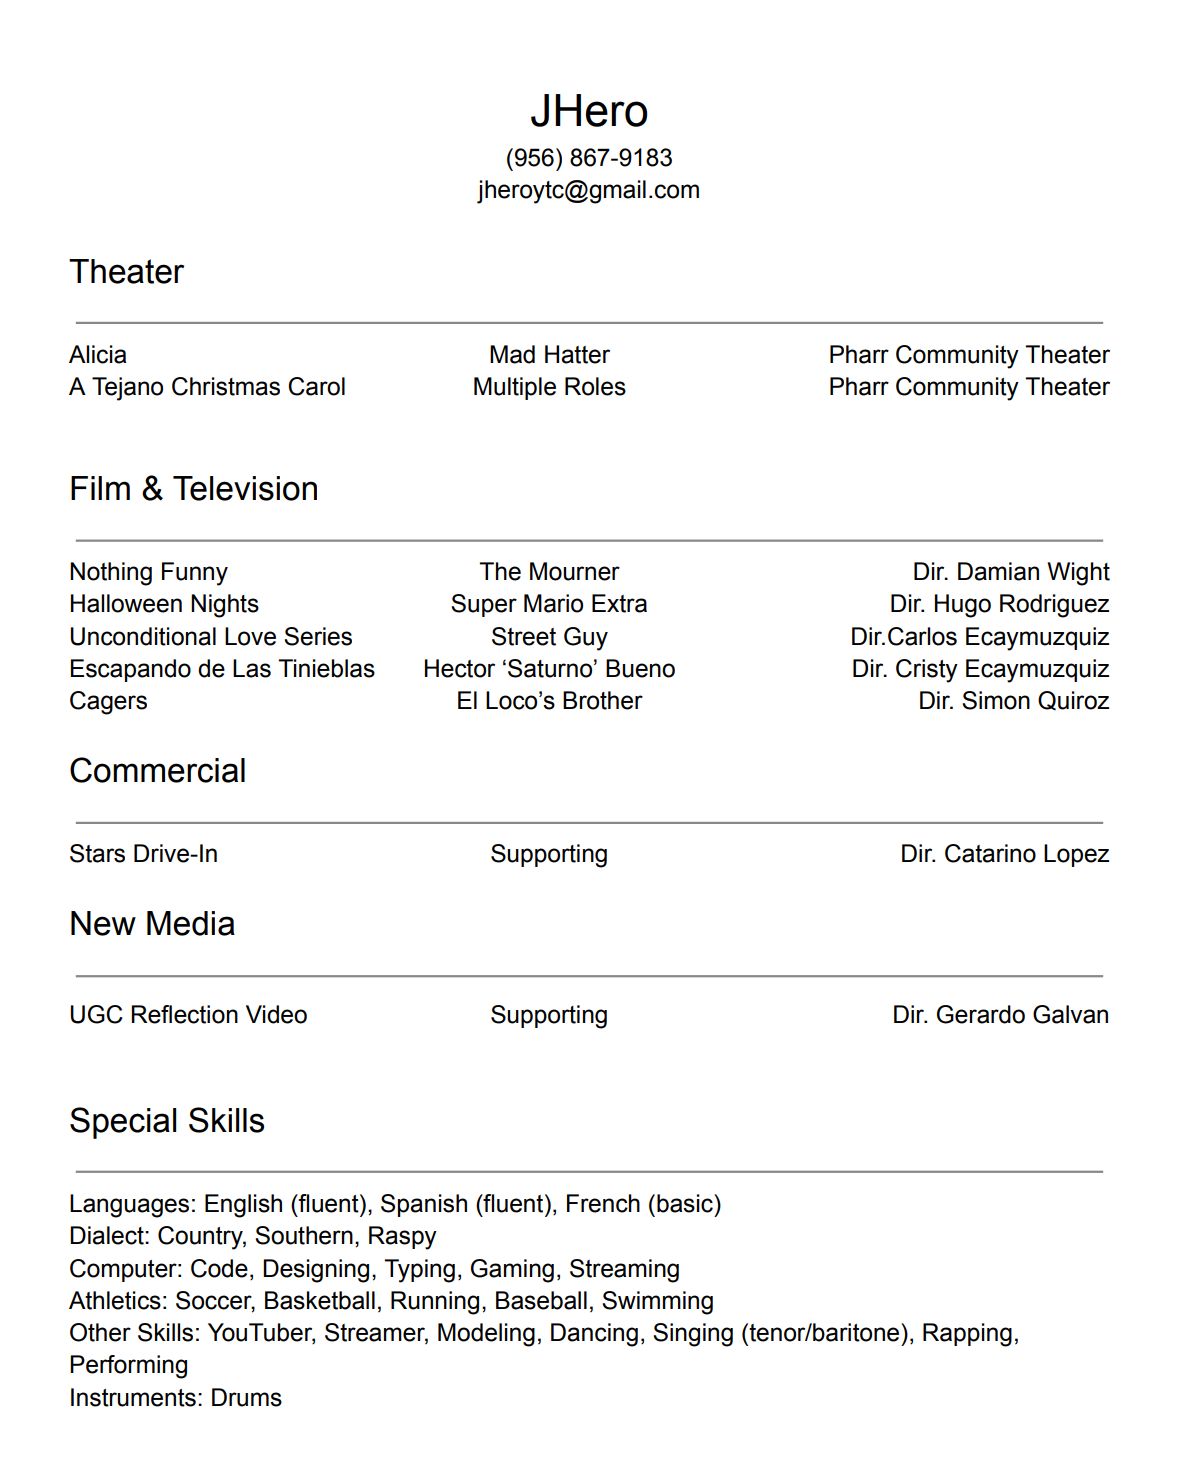 JHero
(956) 867-9183
jheroytc@gmail.com
Theater
Alicia Mad Hatter Pharr Community Theater
A Tejano Christmas Carol Multiple Roles Pharr Community Theater
Film & Television
Nothing Funny The Mourner Dir. Damian Wight
Halloween Nights Super Mario Extra Dir. Hugo Rodriguez
Unconditional Love Series Street Guy Dir.Carlos Ecaymuzquiz
Escapando de Las Tinieblas Hector ‘Saturno’ Bueno Dir. Cristy Ecaymuzquiz
Cagers El Loco’s Brother Dir. Simon Quiroz
Commercial
Stars Drive-In Supporting Dir. Catarino Lopez
New Media
UGC Reflection Video Supporting Dir. Gerardo Galvan
Special Skills
Languages: English (fluent), Spanish (fluent), French (basic)
Dialect: Country, Southern, Raspy
Computer: Code, Designing, Typing, Gaming, Streaming
Athletics: Soccer, Basketball, Running, Baseball, Swimming
Other Skills: YouTuber, Streamer, Modeling, Dancing, Singing (tenor/baritone), Rapping,
Performing
Instruments: Drums